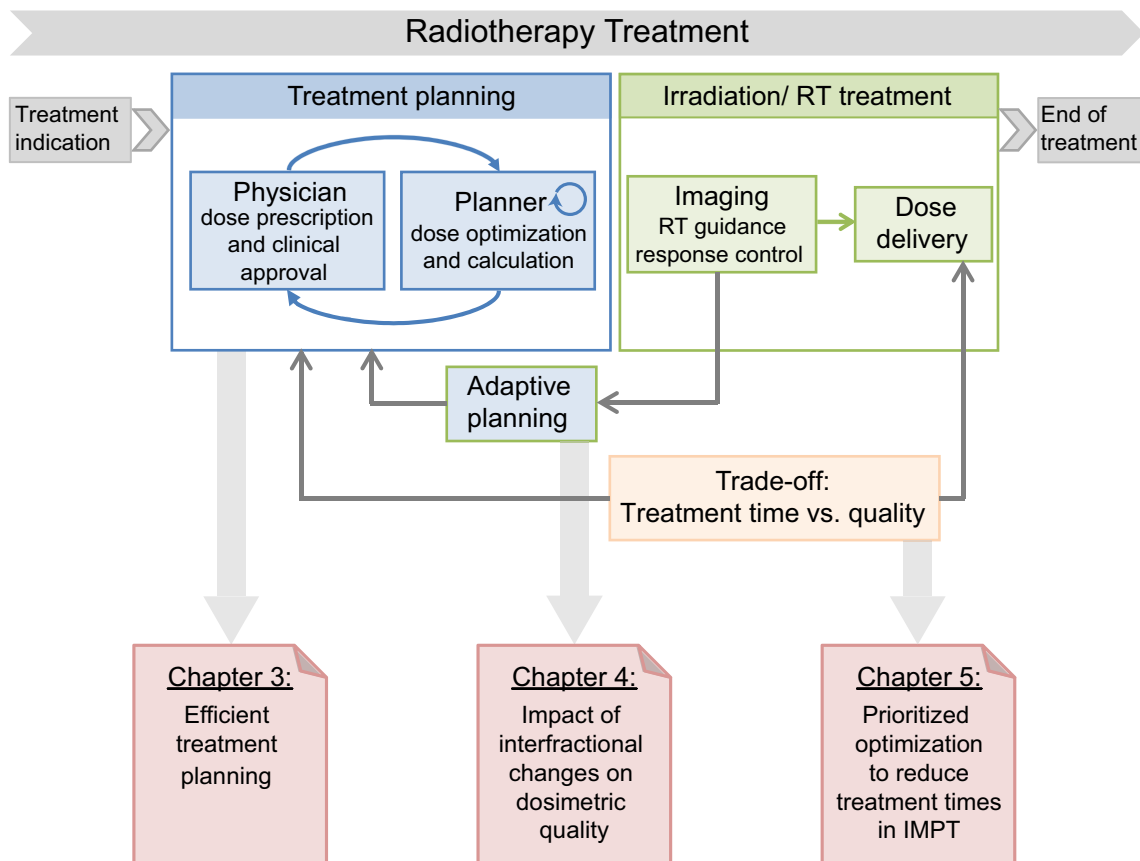 Radiotherapy Treatment
Treatment
indication
Treatment planning
Physician
dose prescription
and clinical
approval
Planner
dose optimization
and calculation
Irradiation/ RT treatment
Imaging
RT guidance
response control
Dose
delivery
End of
treatment
Adaptive
planning
Trade-off:
Treatment time vs. quality
Chapter 3:
Efficient
treatment
planning
Chapter 4:
Impact of
interfractional
changes on
dosimetric
quality
Chapter 5:
Prioritized
optimization
to reduce
treatment times
in IMPT